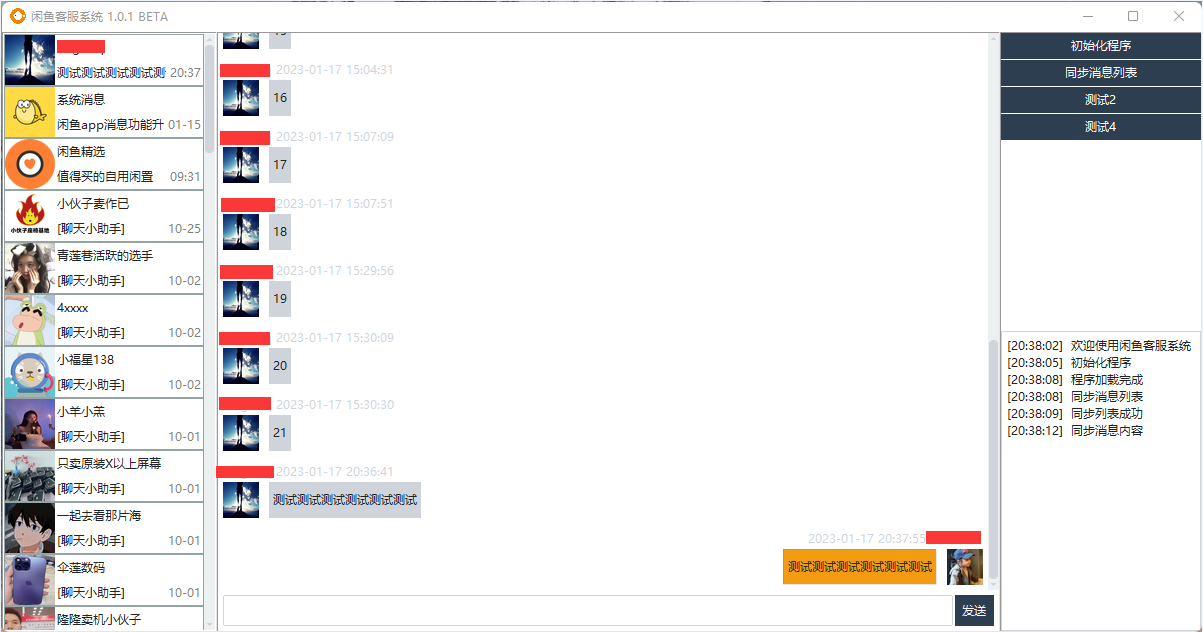 闲鱼客服系统 1.0.1 BETA
测试测试测试测试测 20:37
系统消息
闲鱼app消息功能升 01-15
闲鱼精选
值得买的自用闲置 09:31
小伙子麦作已
小伙子座椅基地
[聊天小助手] 10-25
青莲巷活跃的选手
[聊天小助手] 10-02
4xxxx
[聊天小助手] 10-02
小福星138
[聊天小助手] 10-02
小羊小羔
[聊天小助手] 10-01
只卖原装X以上屏幕
[聊天小助手] 10-01
一起去看那片海
[聊天小助手] 10-01
伞莲数码
[聊天小助手] 10-01
隆隆卖机小伙子
2023-01-17 15:04:31
16
2023-01-17 15:07:09
17
2023-01-17 15:07:51
18
2023-01-17 15:29:56
19
2023-01-17 15:30:09
20
2023-01-17 15:30:30
21
2023-01-17 20:36:41
测试测试测试测试测试测试
2023-01-17 20:37:55
测试测试测试测试测试测试
发送
初始化程序
同步消息列表
测试2
测试4
[20:38:02] 欢迎使用闲鱼客服系统
[20:38:05] 初始化程序
[20:38:08] 程序加载完成
[20:38:08] 同步消息列表
[20:38:09] 同步列表成功
[20:38:12] 同步消息内容